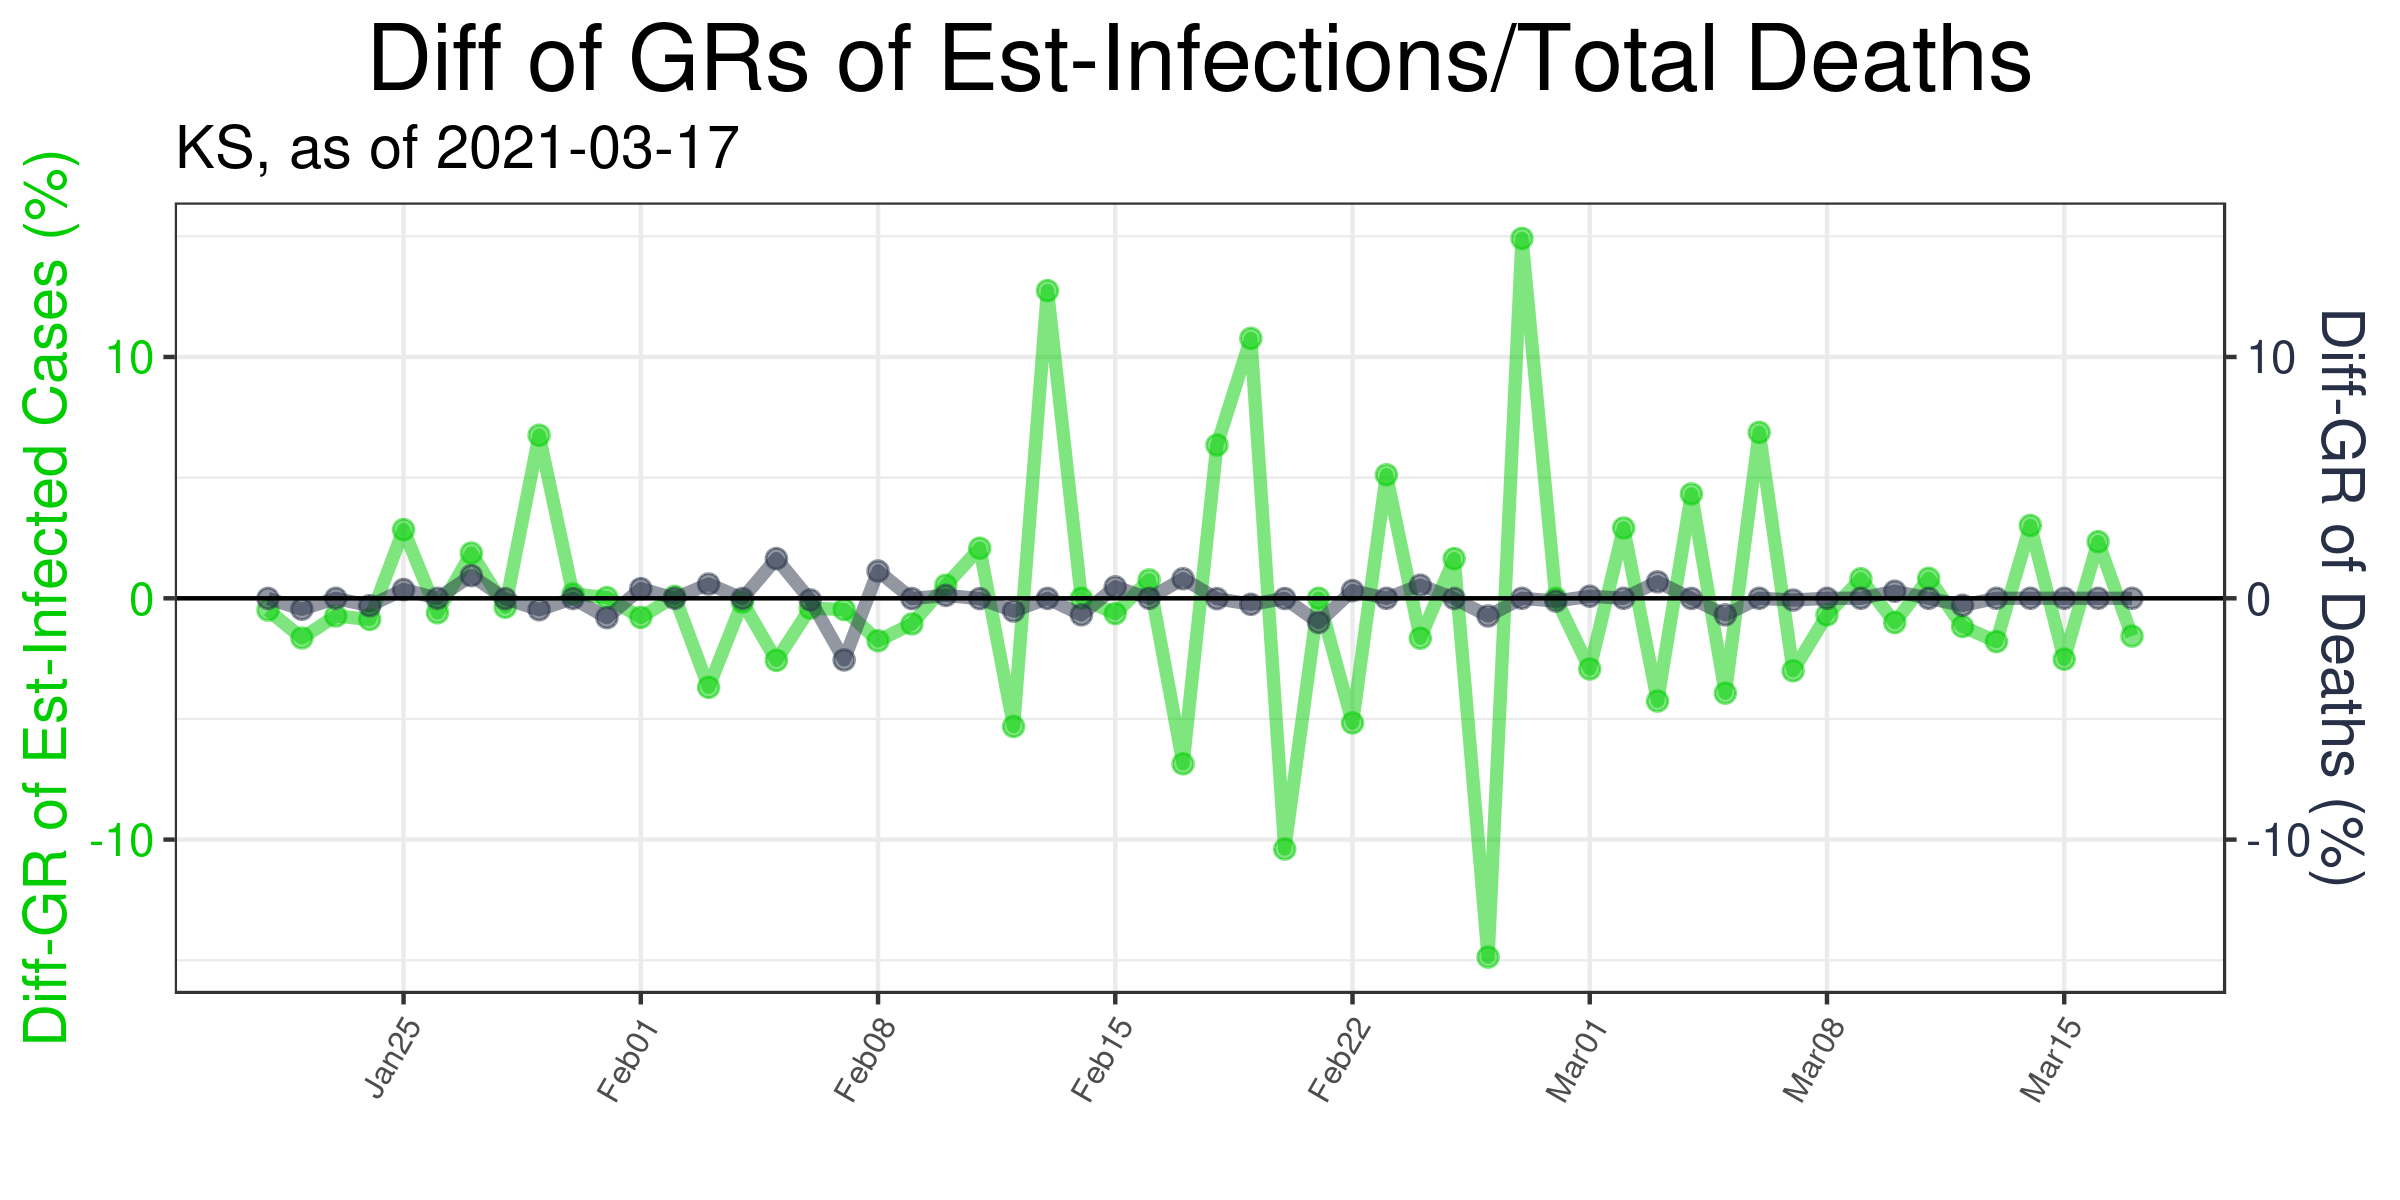 Diff of GRs of Est-Infections/Total Deaths
KS, as of 2021-03-17
Diff-GR of Est-Infected Cases (%)
10
0
-10
10
0
-10
Diff-GR of Deaths (%)
Jan25
Feb01
Feb08
Feb15
Feb22
Mar01
Mar08
Mar15